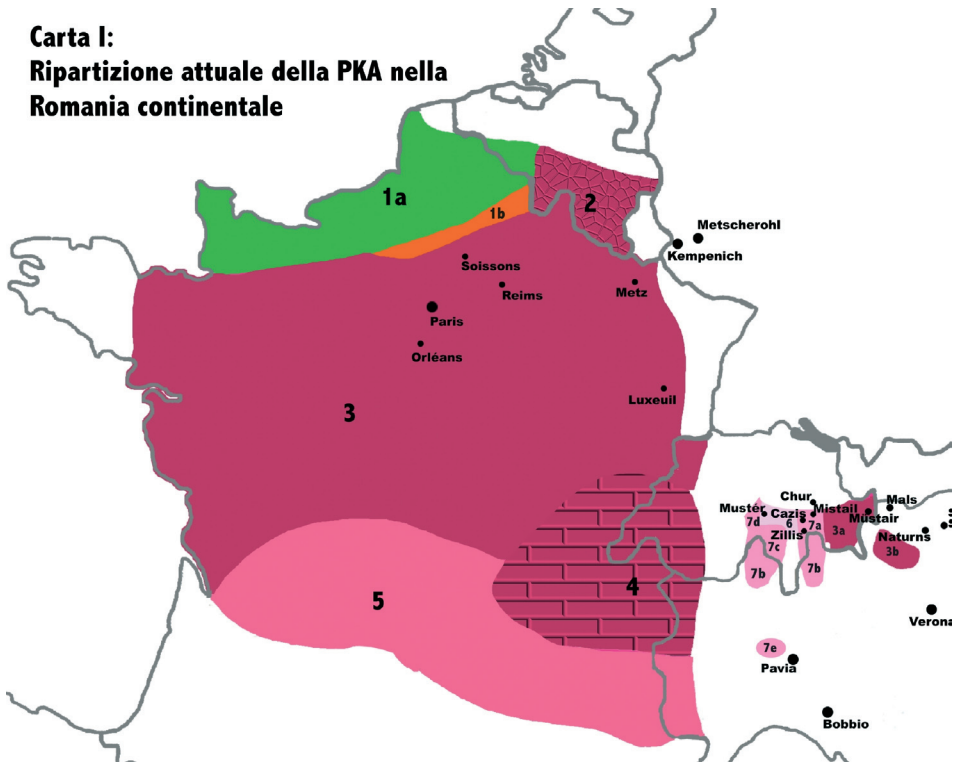 Carta I:
Ripartizione attuale della PKA nella
Romania continentale
1a
1b
2
Metscherohl
Kempenich
Soissons
Reims
Metz
Paris
Orléans
Luxeuil
3
Chur
Mals
Mustér
Cazis
Mistail
Müstair
7d
6
7a
3a
Zillis
Naturns
7c
3b
7b
7b
4
5
Verona
7e
Pavia
Bobbio